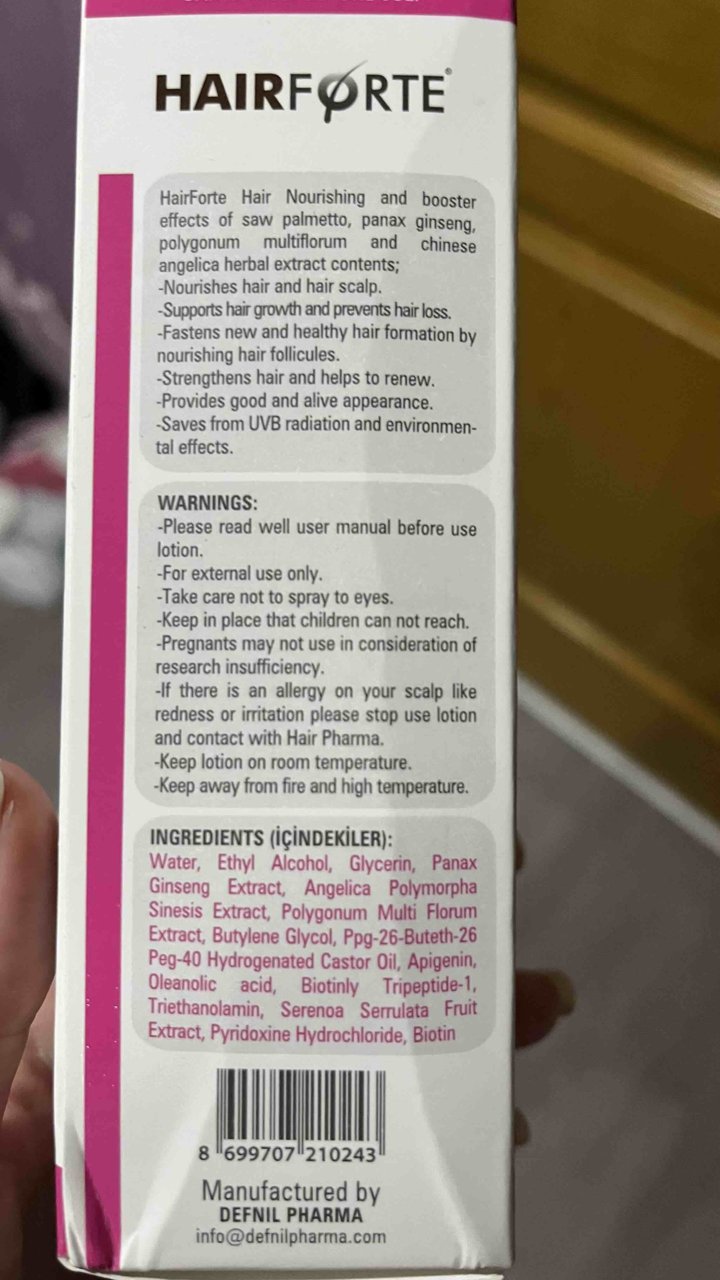 HAIRFORTE®
HairForte Hair Nourishing and booster
effects of saw palmetto, panax ginseng,
polygonum multiflorum and chinese
angelica herbal extract contents;
-Nourishes hair and hair scalp.
-Supports hair growth and prevents hair loss.
-Fastens new and healthy hair formation by
nourishing hair follicules.
-Strengthens hair and helps to renew.
-Provides good and alive appearance.
-Saves from UVB radiation and environmen-
tal effects.
WARNINGS:
-Please read well user manual before use
lotion.
-For external use only.
-Take care not to spray to eyes.
-Keep in place that children can not reach.
-Pregnants may not use in consideration of
research insufficiency.
-If there is an allergy on your scalp like
redness or irritation please stop use lotion
and contact with Hair Pharma.
-Keep lotion on room temperature.
-Keep away from fire and high temperature.
INGREDIENTS (İÇİNDEKİLER):
Water, Ethyl Alcohol, Glycerin, Panax
Ginseng Extract, Angelica Polymorpha
Sinesis Extract, Polygonum Multi Florum
Extract, Butylene Glycol, Ppg-26-Buteth-26
Peg-40 Hydrogenated Castor Oil, Apigenin,
Oleanolic acid, Biotinly Tripeptide-1,
Triethanolamin, Serenoa Serrulata Fruit
Extract, Pyridoxine Hydrochloride, Biotin
8 699707 210243
Manufactured by
DEFNIL PHARMA
info@defnilpharma.com